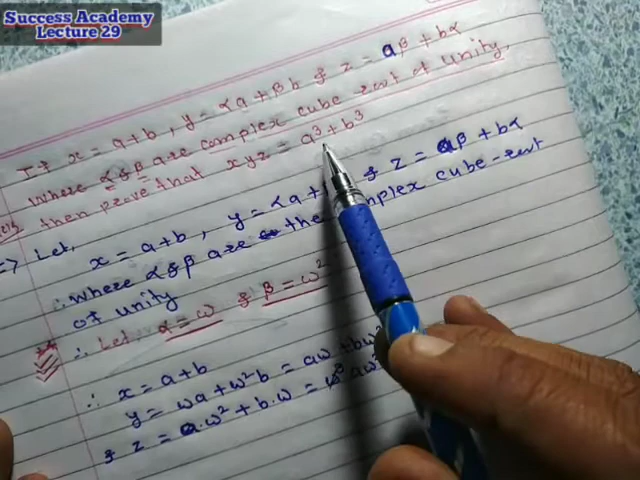 Success Academy
Lecture 29
If x = a+b, y = αa + βb & z = aβ + bα
Where α & β are complex cube root of unity.
then prove that xyz = a³+b³
=> Let,
x = a+b, y = αa+ & z = aβ + bα
∴ Where α & β are the complex cube-root
of unity
∴ Let, α = ω & β = ω²
∴ x = a+b
y = ωa + ω²b = aω + bω²
& z = a.ω² + b.ω = aω²